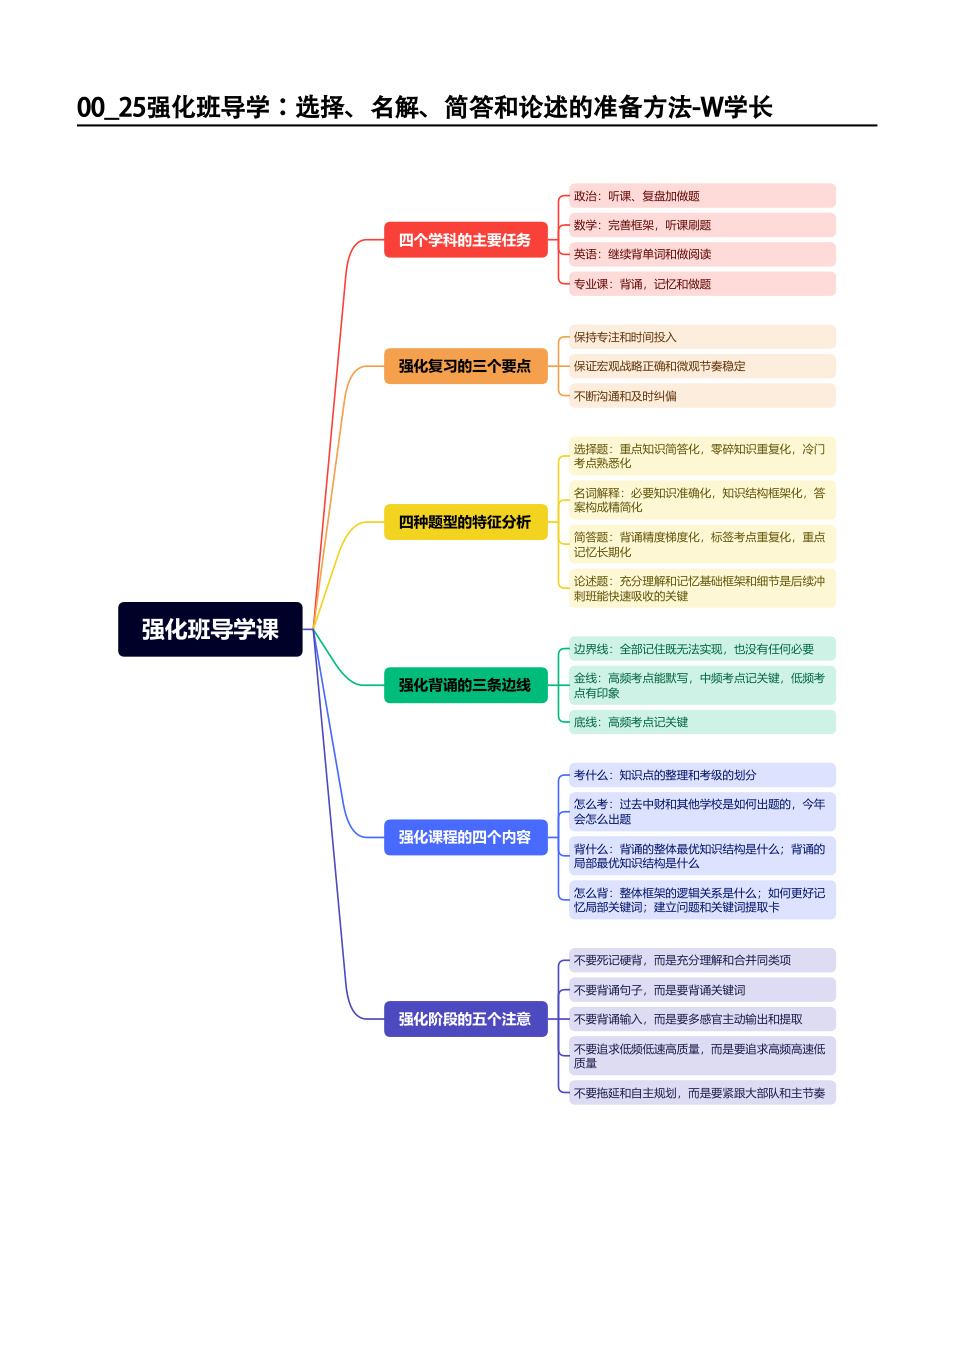 00_25强化班导学：选择、名解、简答和论述的准备方法-W学长
强化班导学课
四个学科的主要任务
政治：听课、复盘加做题
数学：完善框架，听课刷题
英语：继续背单词和做阅读
专业课：背诵，记忆和做题
强化复习的三个要点
保持专注和时间投入
保证宏观战略正确和微观节奏稳定
不断沟通和及时纠偏
四种题型的特征分析
选择题：重点知识简答化，零碎知识重复化，冷门
考点熟悉化
名词解释：必要知识准确化，知识结构框架化，答
案构成精简化
简答题：背诵精度梯度化，标签考点重复化，重点
记忆长期化
论述题：充分理解和记忆基础框架和细节是后续冲
刺班能快速吸收的关键
强化背诵的三条边线
边界线：全部记住既无法实现，也没有任何必要
金线：高频考点能默写，中频考点记关键，低频考
点有印象
底线：高频考点记关键
强化课程的四个内容
考什么：知识点的整理和考级的划分
怎么考：过去中财和其他学校是如何出题的，今年
会怎么出题
背什么：背诵的整体最优知识结构是什么；背诵的
局部最优知识结构是什么
怎么背：整体框架的逻辑关系是什么；如何更好记
忆局部关键词；建立问题和关键词提取卡
强化阶段的五个注意
不要死记硬背，而是充分理解和合并同类项
不要背诵句子，而是要背诵关键词
不要背诵输入，而是要多感官主动输出和提取
不要追求低频低速高质量，而是要追求高频高速低
质量
不要拖延和自主规划，而是要紧跟大部队和主节奏